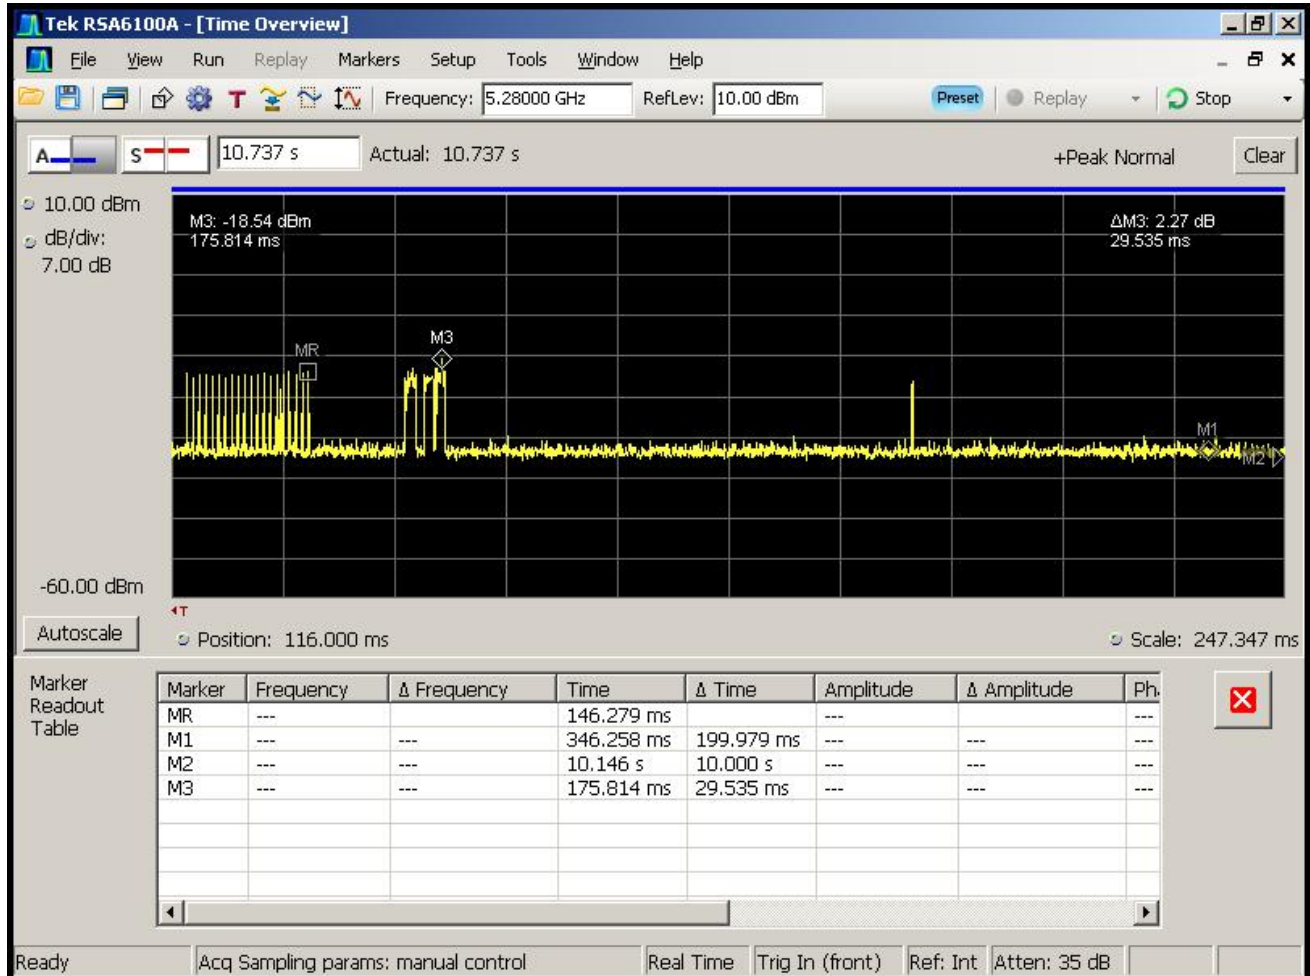 Tek RSA6100A - [Time Overview]
File View Run Replay Markers Setup Tools Window Help
T Frequency: 5.28000 GHz RefLev: 10.00 dBm Preset Replay Stop
A S 10.737 s Actual: 10.737 s +Peak Normal Clear
10.00 dBm
dB/div:
7.00 dB
M3: -18.54 dBm
175.814 ms
ΔM3: 2.27 dB
29.535 ms
MR
M3
M1
M2
-60.00 dBm
T
Autoscale Position: 116.000 ms Scale: 247.347 ms
Marker
Readout
Table
Marker Frequency Δ Frequency Time Δ Time Amplitude Δ Amplitude Ph.
MR --- 146.279 ms --- ---
M1 --- --- 346.258 ms 199.979 ms --- --- ---
M2 --- --- 10.146 s 10.000 s --- --- ---
M3 --- --- 175.814 ms 29.535 ms --- --- ---
Ready Acq Sampling params: manual control Real Time Trig In (front) Ref: Int Atten: 35 dB